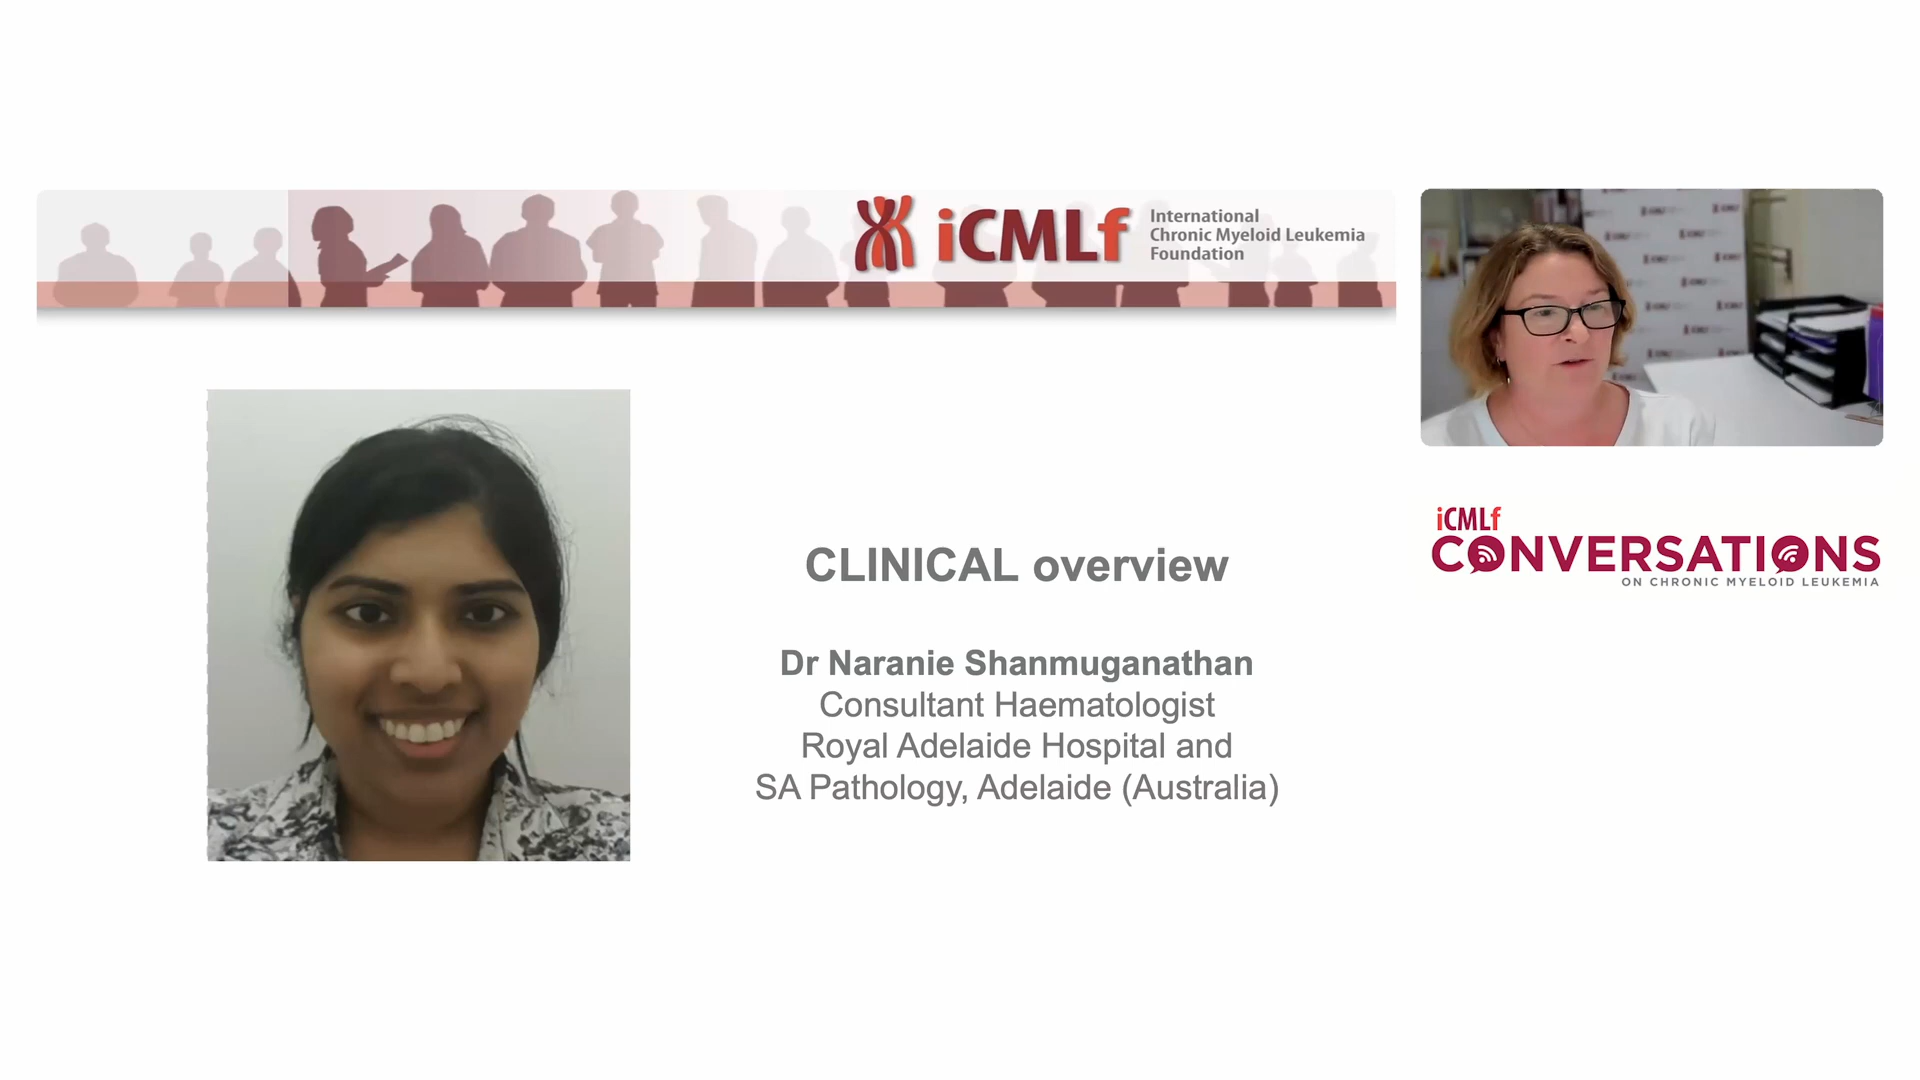 iCMLf
International
Chronic Myeloid Leukemia
Foundation
CLINICAL overview
Dr Naranie Shanmuganathan
Consultant Haematologist
Royal Adelaide Hospital and
SA Pathology, Adelaide (Australia)
iCMLf
CONVERSATIONS
ON CHRONIC MYELOID LEUKEMIA